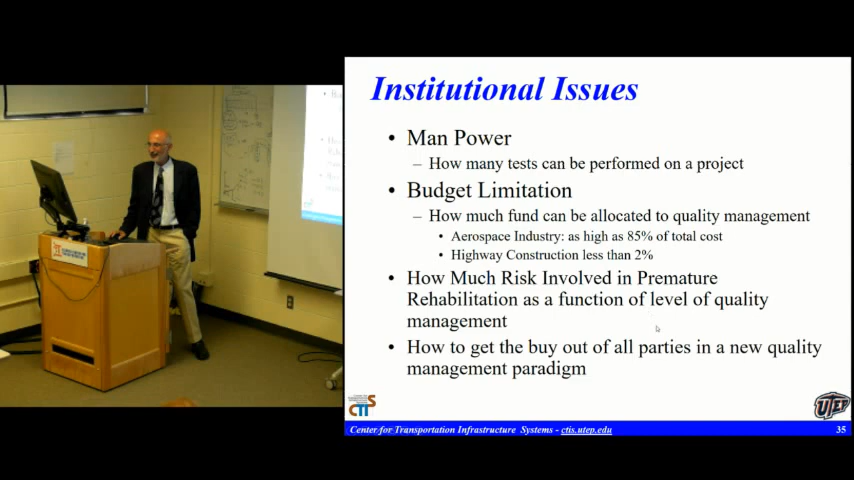 Institutional Issues
• Man Power
– How many tests can be performed on a project
• Budget Limitation
– How much fund can be allocated to quality management
• Aerospace Industry: as high as 85% of total cost
• Highway Construction less than 2%
• How Much Risk Involved in Premature
Rehabilitation as a function of level of quality
management
• How to get the buy out of all parties in a new quality
management paradigm
CTIS
UTEP
Center for Transportation Infrastructure Systems - ctis.utep.edu
35